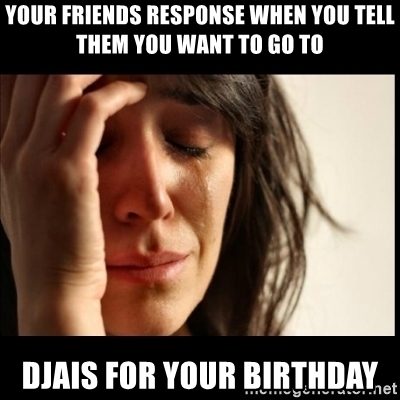 YOUR FRIENDS RESPONSE WHEN YOU TELL
THEM YOU WANT TO GO TO
DJAIS FOR YOUR BIRTHDAY
memegenerator.net